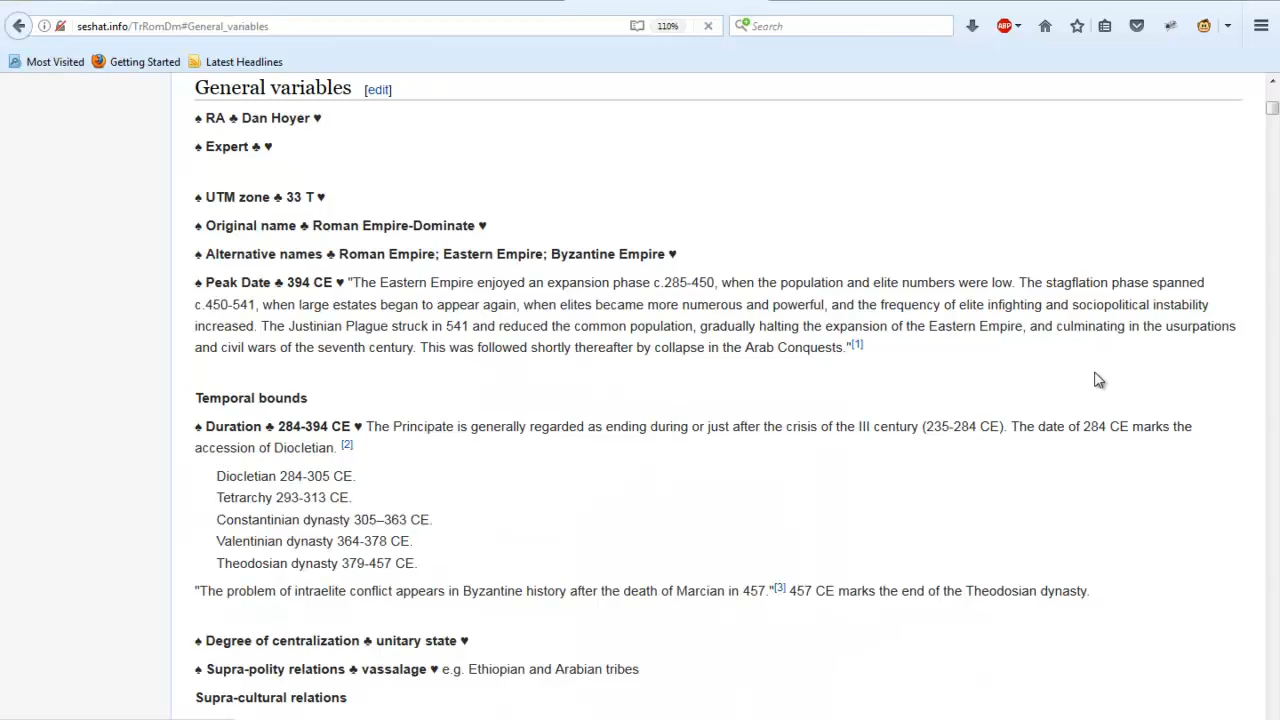 seshat.info/TrRomDm#General_variables
110%
Search
ABP
Most Visited
Getting Started
Latest Headlines
General variables [edit]
♠ RA ♣ Dan Hoyer ♥
♠ Expert ♣ ♥
♠ UTM zone ♣ 33 T ♥
♠ Original name ♣ Roman Empire-Dominate ♥
♠ Alternative names ♣ Roman Empire; Eastern Empire; Byzantine Empire ♥
♠ Peak Date ♣ 394 CE ♥ "The Eastern Empire enjoyed an expansion phase c.285-450, when the population and elite numbers were low. The stagflation phase spanned
c.450-541, when large estates began to appear again, when elites became more numerous and powerful, and the frequency of elite infighting and sociopolitical instability
increased. The Justinian Plague struck in 541 and reduced the common population, gradually halting the expansion of the Eastern Empire, and culminating in the usurpations
and civil wars of the seventh century. This was followed shortly thereafter by collapse in the Arab Conquests."[1]
Temporal bounds
♠ Duration ♣ 284-394 CE ♥ The Principate is generally regarded as ending during or just after the crisis of the III century (235-284 CE). The date of 284 CE marks the
accession of Diocletian. [2]
Diocletian 284-305 CE.
Tetrarchy 293-313 CE.
Constantinian dynasty 305–363 CE.
Valentinian dynasty 364-378 CE.
Theodosian dynasty 379-457 CE.
"The problem of intraelite conflict appears in Byzantine history after the death of Marcian in 457."[3] 457 CE marks the end of the Theodosian dynasty.
♠ Degree of centralization ♣ unitary state ♥
♠ Supra-polity relations ♣ vassalage ♥ e.g. Ethiopian and Arabian tribes
Supra-cultural relations